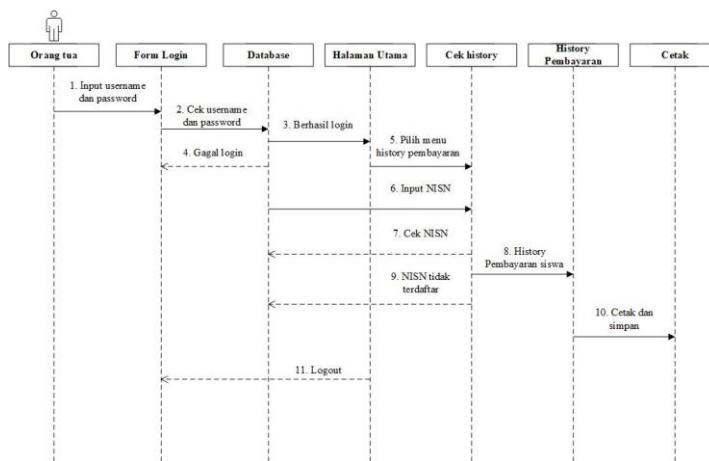 Orang tua
Form Login
Database
Halaman Utama
Cek history
History
Pembayaran
Cetak
1. Input username
dan password
2. Cek username
dan password
3. Berhasil login
4. Gagal login
5. Pilih menu
history pembayaran
6. Input NISN
7. Cek NISN
8. History
Pembayaran siswa
9. NISN tidak
terdaftar
10. Cetak dan
simpan
11. Logout